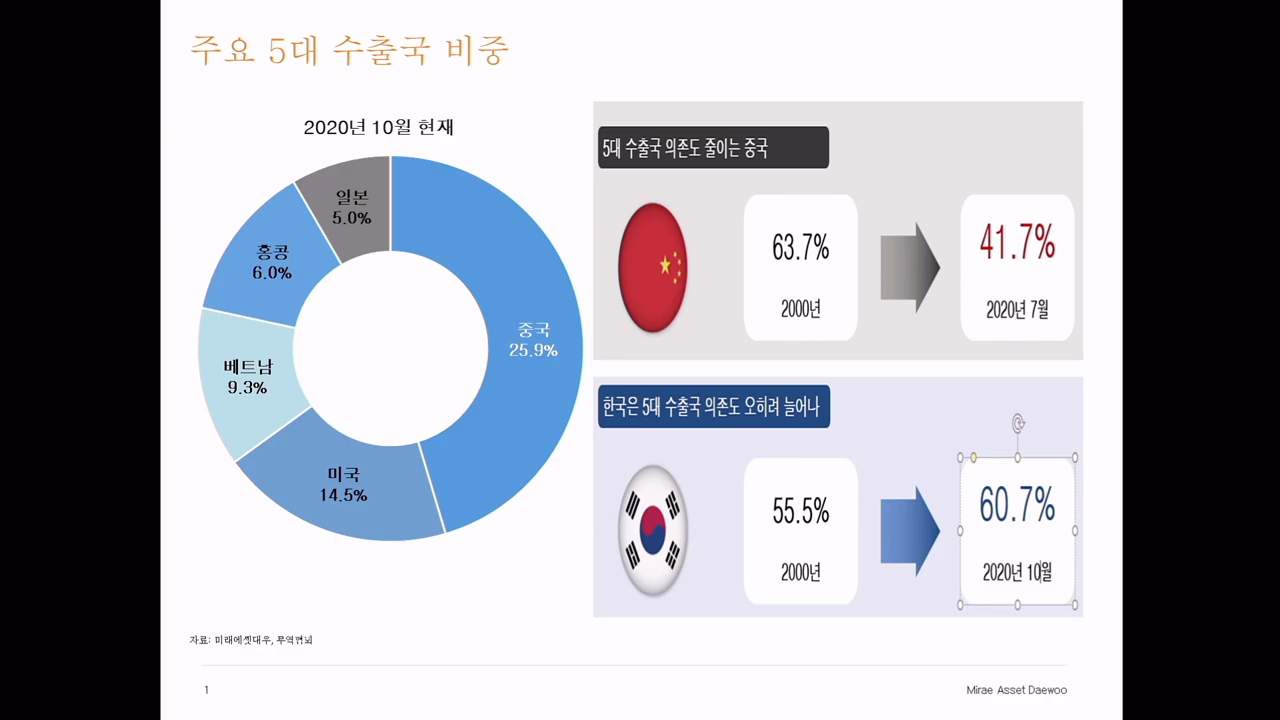 주요 5대 수출국 비중
2020년 10월 현재
일본
5.0%
홍콩
6.0%
중국
25.9%
베트남
9.3%
미국
14.5%
5대 수출국 의존도 줄이는 중국
63.7%
2000년
41.7%
2020년 7월
한국은 5대 수출국 의존도 오히려 늘어나
55.5%
2000년
60.7%
2020년 10월
자료: 미래에셋대우, 무역협회
1
Mirae Asset Daewoo